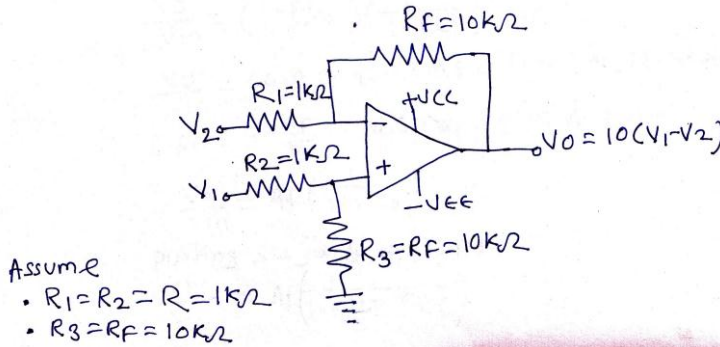 RF=10KΩ
R1=1KΩ
+VCC
V2
VO = 10(V1-V2)
R2=1KΩ
V1
-VEE
R3=RF=10KΩ
Assume
• R1=R2=R=1KΩ
• R3=RF=10KΩ